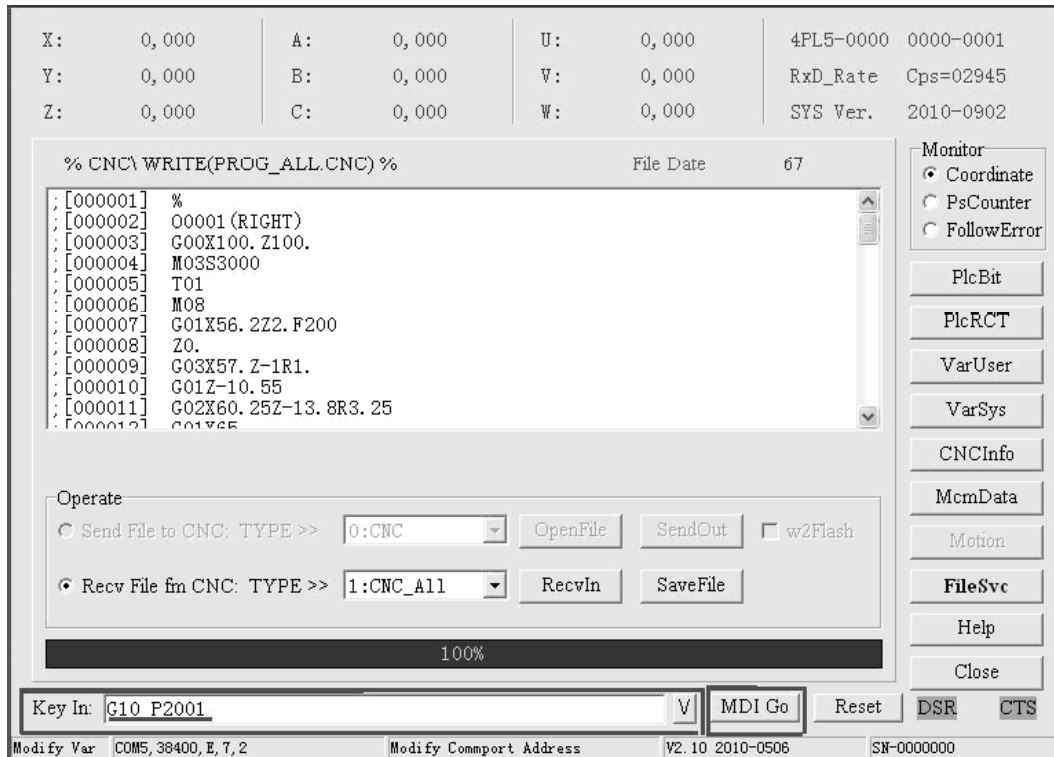 X: 0,000 A: 0,000 U: 0,000 4PL5-0000 0000-0001
Y: 0,000 B: 0,000 V: 0,000 RxD_Rate Cps=02945
Z: 0,000 C: 0,000 W: 0,000 SYS Ver. 2010-0902
% CNC\ WRITE(PROG_ALL.CNC) % File Date 67
;[000001] %
;[000002] O0001(RIGHT)
;[000003] G00X100.Z100.
;[000004] M03S3000
;[000005] T01
;[000006] M08
;[000007] G01X56.2Z2.F200
;[000008] Z0.
;[000009] G03X57.Z-1R1.
;[000010] G01Z-10.55
;[000011] G02X60.25Z-13.8R3.25
;[000012] G01X65
Monitor
Coordinate
PsCounter
FollowError
PlcBit
PlcRCT
VarUser
VarSys
CNCInfo
McmData
Motion
FileSvc
Help
Close
Operate
Send File to CNC: TYPE >> 0:CNC OpenFile SendOut w2Flash
Recv File fm CNC: TYPE >> 1:CNC_All RecvIn SaveFile
100%
Key In: G10 P2001 V MDI Go Reset DSR CTS
Modify Var COM5,38400,E,7,2 Modify Commport Address V2.10 2010-0506 SN-0000000